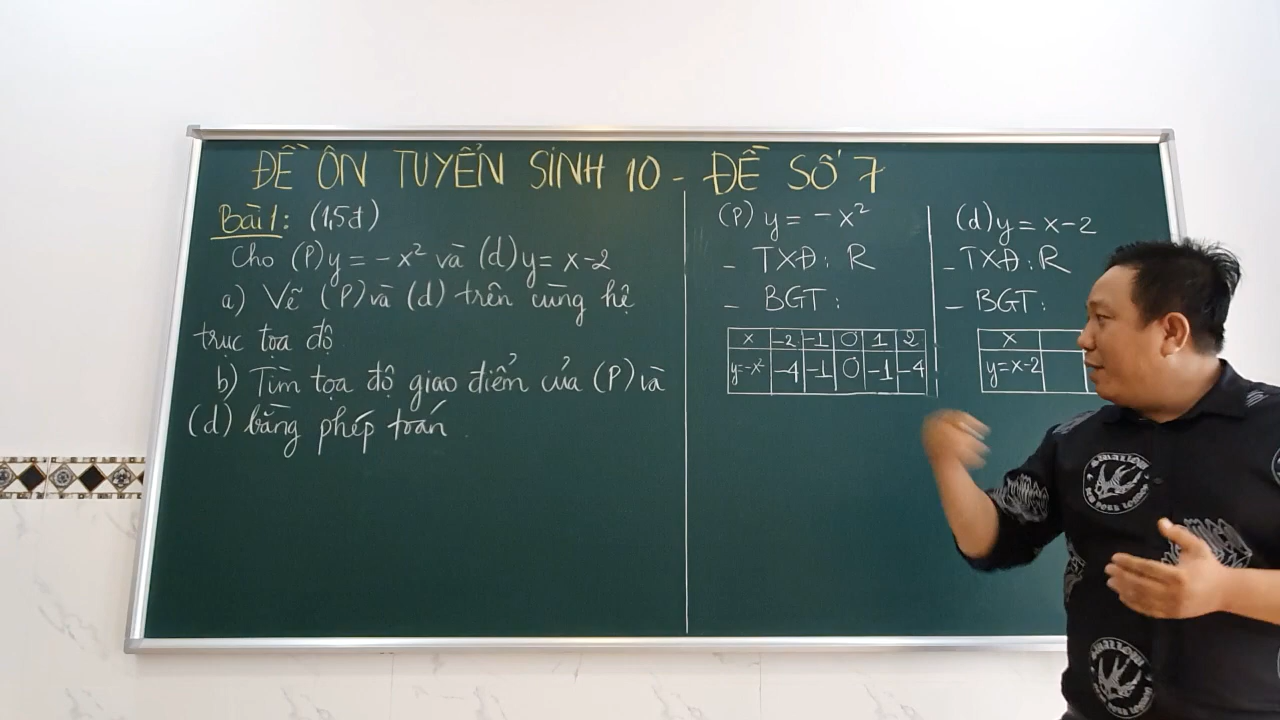 ĐỀ ÔN TUYỂN SINH 10 - ĐỀ SỐ 7
Bài 1: (1,5đ)
Cho (P) y = -x² và (d) y = x-2
a) Vẽ (P) và (d) trên cùng hệ
trục tọa độ
b) Tìm tọa độ giao điểm của (P) và
(d) bằng phép toán
(P) y = -x²
- TXĐ: R
- BGT:
x -2 -1 0 1 2
y=-x² -4 -1 0 -1 -4
(d) y = x-2
- TXĐ: R
- BGT:
x
y=x-2